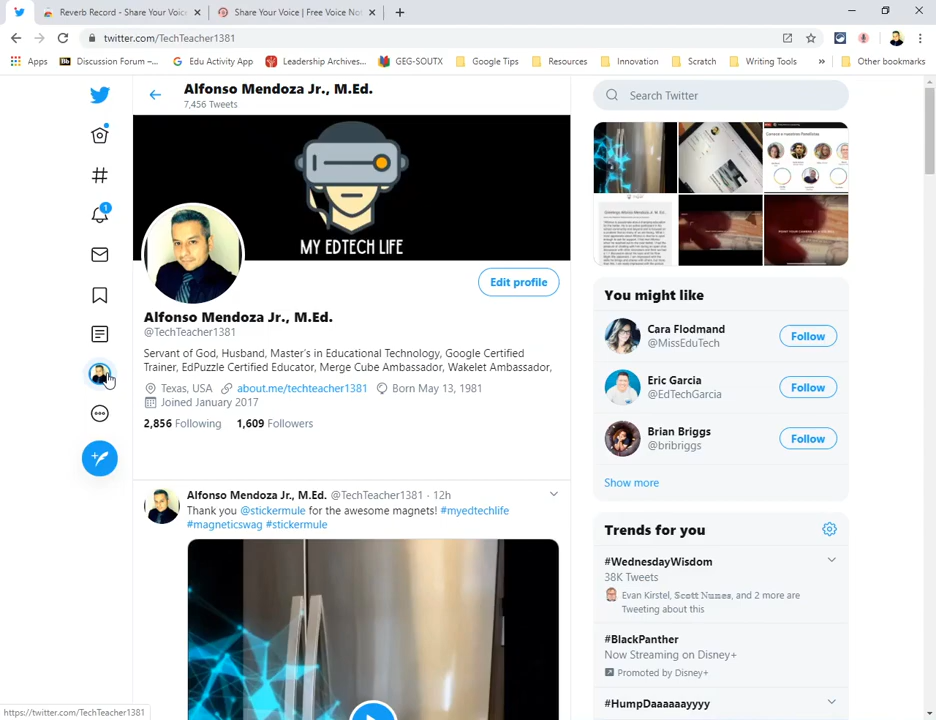 Reverb Record - Share Your Voice
Share Your Voice | Free Voice Not
twitter.com/TechTeacher1381
Apps
Discussion Forum –...
Edu Activity App
Leadership Archives...
GEG-SOUTX
Google Tips
Resources
Innovation
Scratch
Writing Tools
»
Other bookmarks
Alfonso Mendoza Jr., M.Ed.
7,456 Tweets
Search Twitter
MY EDTECH LIFE
Edit profile
Alfonso Mendoza Jr., M.Ed.
@TechTeacher1381
Servant of God, Husband, Master's in Educational Technology, Google Certified
Trainer, EdPuzzle Certified Educator, Merge Cube Ambassador, Wakelet Ambassador,
Texas, USA about.me/techteacher1381 Born May 13, 1981
Joined January 2017
2,856 Following 1,609 Followers
1
Alfonso Mendoza Jr., M.Ed. @TechTeacher1381 · 12h
Thank you @stickermule for the awesome magnets! #myedtechlife
#magneticswag #stickermule
You might like
Cara Flodmand
@MissEduTech
Follow
Eric Garcia
@EdTechGarcia
Follow
Brian Briggs
@bribriggs
Follow
Show more
Trends for you
#WednesdayWisdom
38K Tweets
Evan Kirstel, Scott Nunes, and 2 more are
Tweeting about this
#BlackPanther
Now Streaming on Disney+
Promoted by Disney+
#HumpDaaaaaayyyy
https://twitter.com/TechTeacher1381